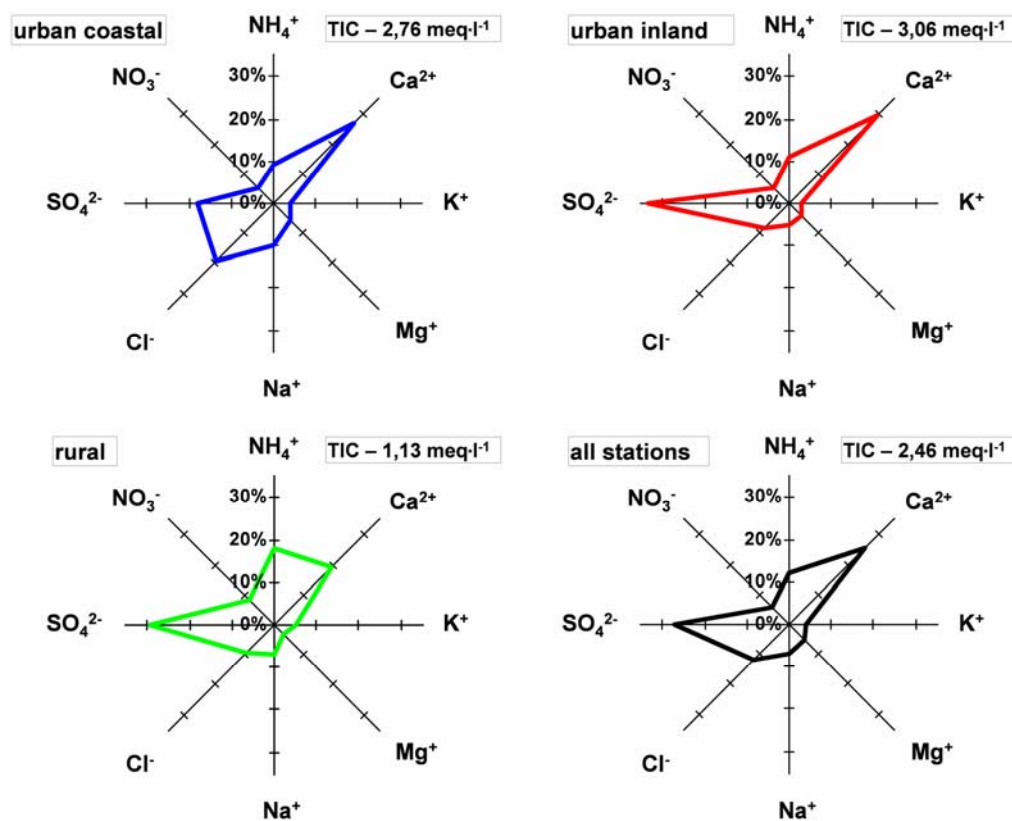 urban coastal
NH₄⁺
TIC – 2,76 meq·l⁻¹
NO₃⁻
30%
Ca²⁺
20%
10%
SO₄²⁻
0%
K⁺
Cl⁻
Mg⁺
Na⁺
urban inland
NH₄⁺
TIC – 3,06 meq·l⁻¹
NO₃⁻
30%
Ca²⁺
20%
10%
SO₄²⁻
0%
K⁺
Cl⁻
Mg⁺
Na⁺
rural
NH₄⁺
TIC – 1,13 meq·l⁻¹
NO₃⁻
30%
Ca²⁺
20%
10%
SO₄²⁻
0%
K⁺
Cl⁻
Mg⁺
Na⁺
all stations
NH₄⁺
TIC – 2,46 meq·l⁻¹
NO₃⁻
30%
Ca²⁺
20%
10%
SO₄²⁻
0%
K⁺
Cl⁻
Mg⁺
Na⁺